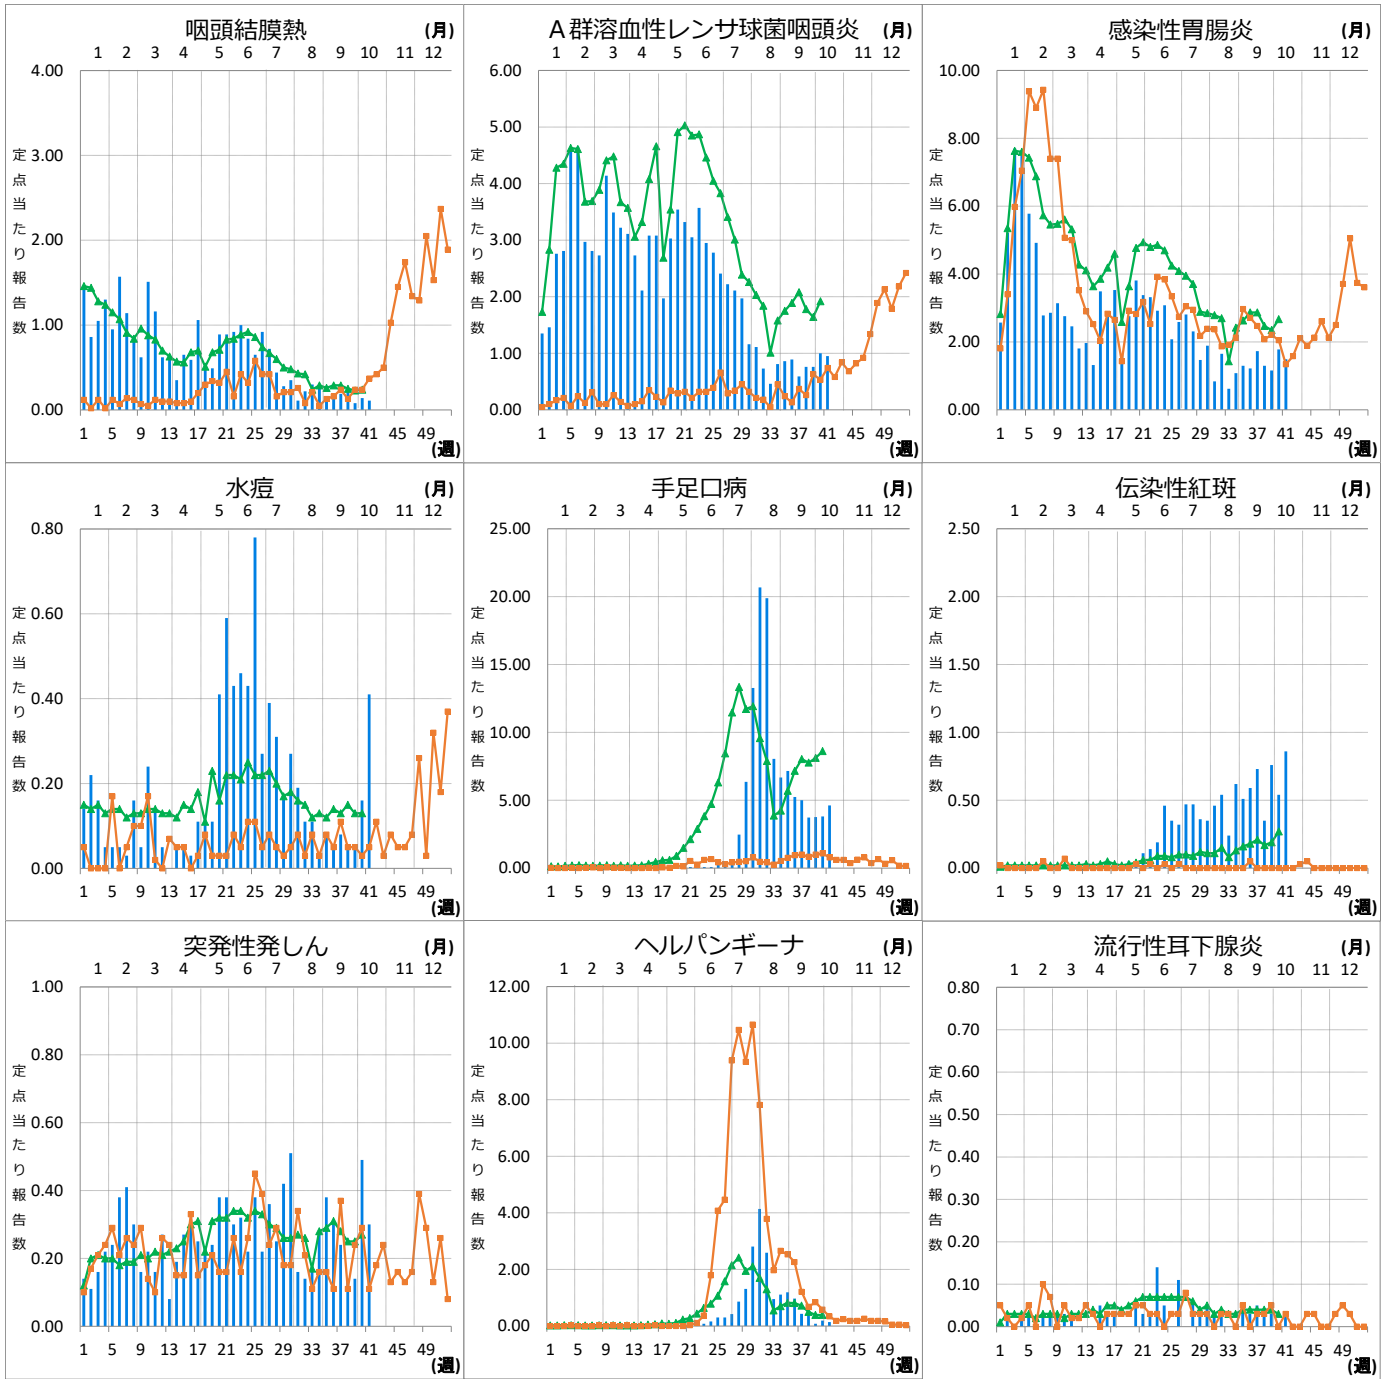 咽頭結膜熱
(月)
1 2 3 4 5 6 7 8 9 10 11 12
定点当たり報告数
4.00
3.00
2.00
1.00
0.00
1 5 9 13 17 21 25 29 33 37 41 45 49
(週)
A群溶血性レンサ球菌咽頭炎
(月)
1 2 3 4 5 6 7 8 9 10 11 12
定点当たり報告数
6.00
5.00
4.00
3.00
2.00
1.00
0.00
1 5 9 13 17 21 25 29 33 37 41 45 49
(週)
感染性胃腸炎
(月)
1 2 3 4 5 6 7 8 9 10 11 12
定点当たり報告数
10.00
8.00
6.00
4.00
2.00
0.00
1 5 9 13 17 21 25 29 33 37 41 45 49
(週)
水痘
(月)
1 2 3 4 5 6 7 8 9 10 11 12
定点当たり報告数
0.80
0.60
0.40
0.20
0.00
1 5 9 13 17 21 25 29 33 37 41 45 49
(週)
手足口病
(月)
1 2 3 4 5 6 7 8 9 10 11 12
定点当たり報告数
25.00
20.00
15.00
10.00
5.00
0.00
1 5 9 13 17 21 25 29 33 37 41 45 49
(週)
伝染性紅斑
(月)
1 2 3 4 5 6 7 8 9 10 11 12
定点当たり報告数
2.50
2.00
1.50
1.00
0.50
0.00
1 5 9 13 17 21 25 29 33 37 41 45 49
(週)
突発性発しん
(月)
1 2 3 4 5 6 7 8 9 10 11 12
定点当たり報告数
1.00
0.80
0.60
0.40
0.20
0.00
1 5 9 13 17 21 25 29 33 37 41 45 49
(週)
ヘルパンギーナ
(月)
1 2 3 4 5 6 7 8 9 10 11 12
定点当たり報告数
12.00
10.00
8.00
6.00
4.00
2.00
0.00
1 5 9 13 17 21 25 29 33 37 41 45 49
(週)
流行性耳下腺炎
(月)
1 2 3 4 5 6 7 8 9 10 11 12
定点当たり報告数
0.80
0.70
0.60
0.50
0.40
0.30
0.20
0.10
0.00
1 5 9 13 17 21 25 29 33 37 41 45 49
(週)